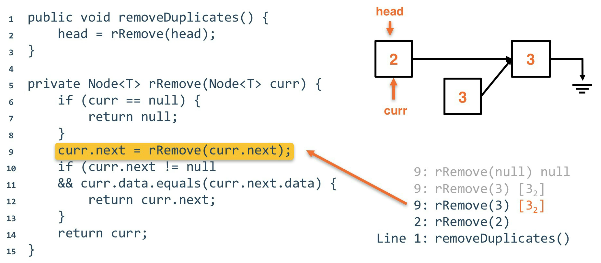 1 public void removeDuplicates() {
2 head = rRemove(head);
3 }
4
5 private Node<T> rRemove(Node<T> curr) {
6 if (curr == null) {
7 return null;
8 }
9 curr.next = rRemove(curr.next);
10 if (curr.next != null
11 && curr.data.equals(curr.next.data) {
12 return curr.next;
13 }
14 return curr;
15 }
head
2
3
3
curr
9: rRemove(null) null
9: rRemove(3) [3₂]
9: rRemove(3) [3₂]
2: rRemove(2)
Line 1: removeDuplicates()